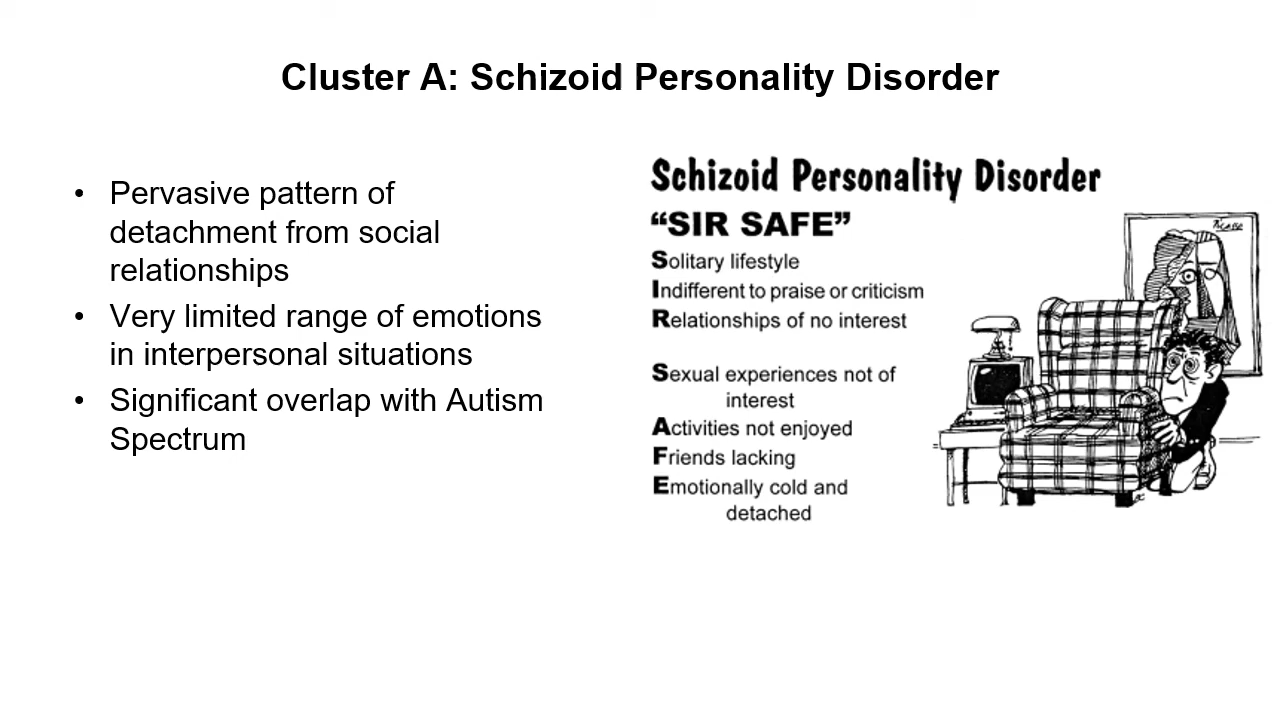 Cluster A: Schizoid Personality Disorder
• Pervasive pattern of
detachment from social
relationships
• Very limited range of emotions
in interpersonal situations
• Significant overlap with Autism
Spectrum
Schizoid Personality Disorder
“SIR SAFE”
Solitary lifestyle
Indifferent to praise or criticism
Relationships of no interest
Sexual experiences not of
interest
Activities not enjoyed
Friends lacking
Emotionally cold and
detached
Picasso